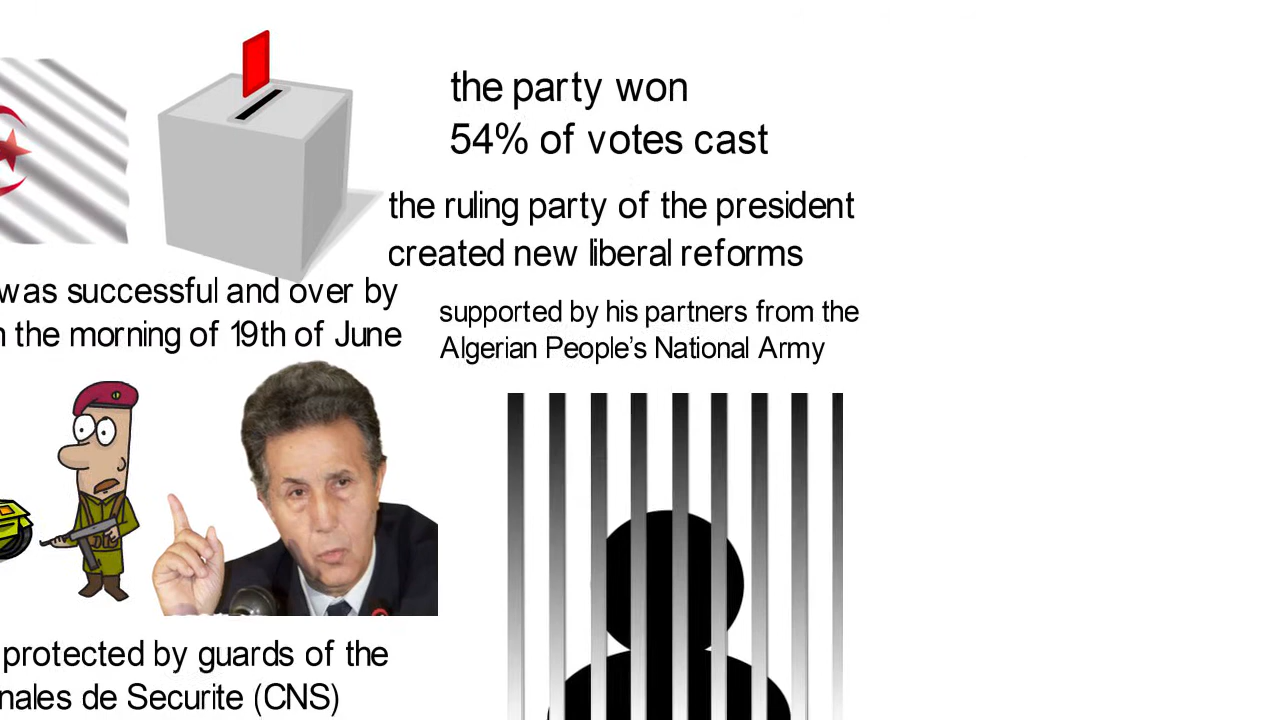 the party won
54% of votes cast
the ruling party of the president
created new liberal reforms
was successful and over by
the morning of 19th of June
supported by his partners from the
Algerian People's National Army
protected by guards of the
nales de Securite (CNS)